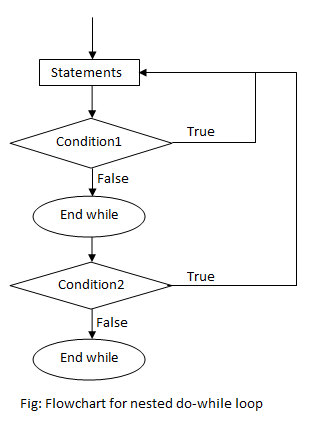 Statements
Condition1
True
False
End while
Condition2
True
False
End while
Fig: Flowchart for nested do-while loop